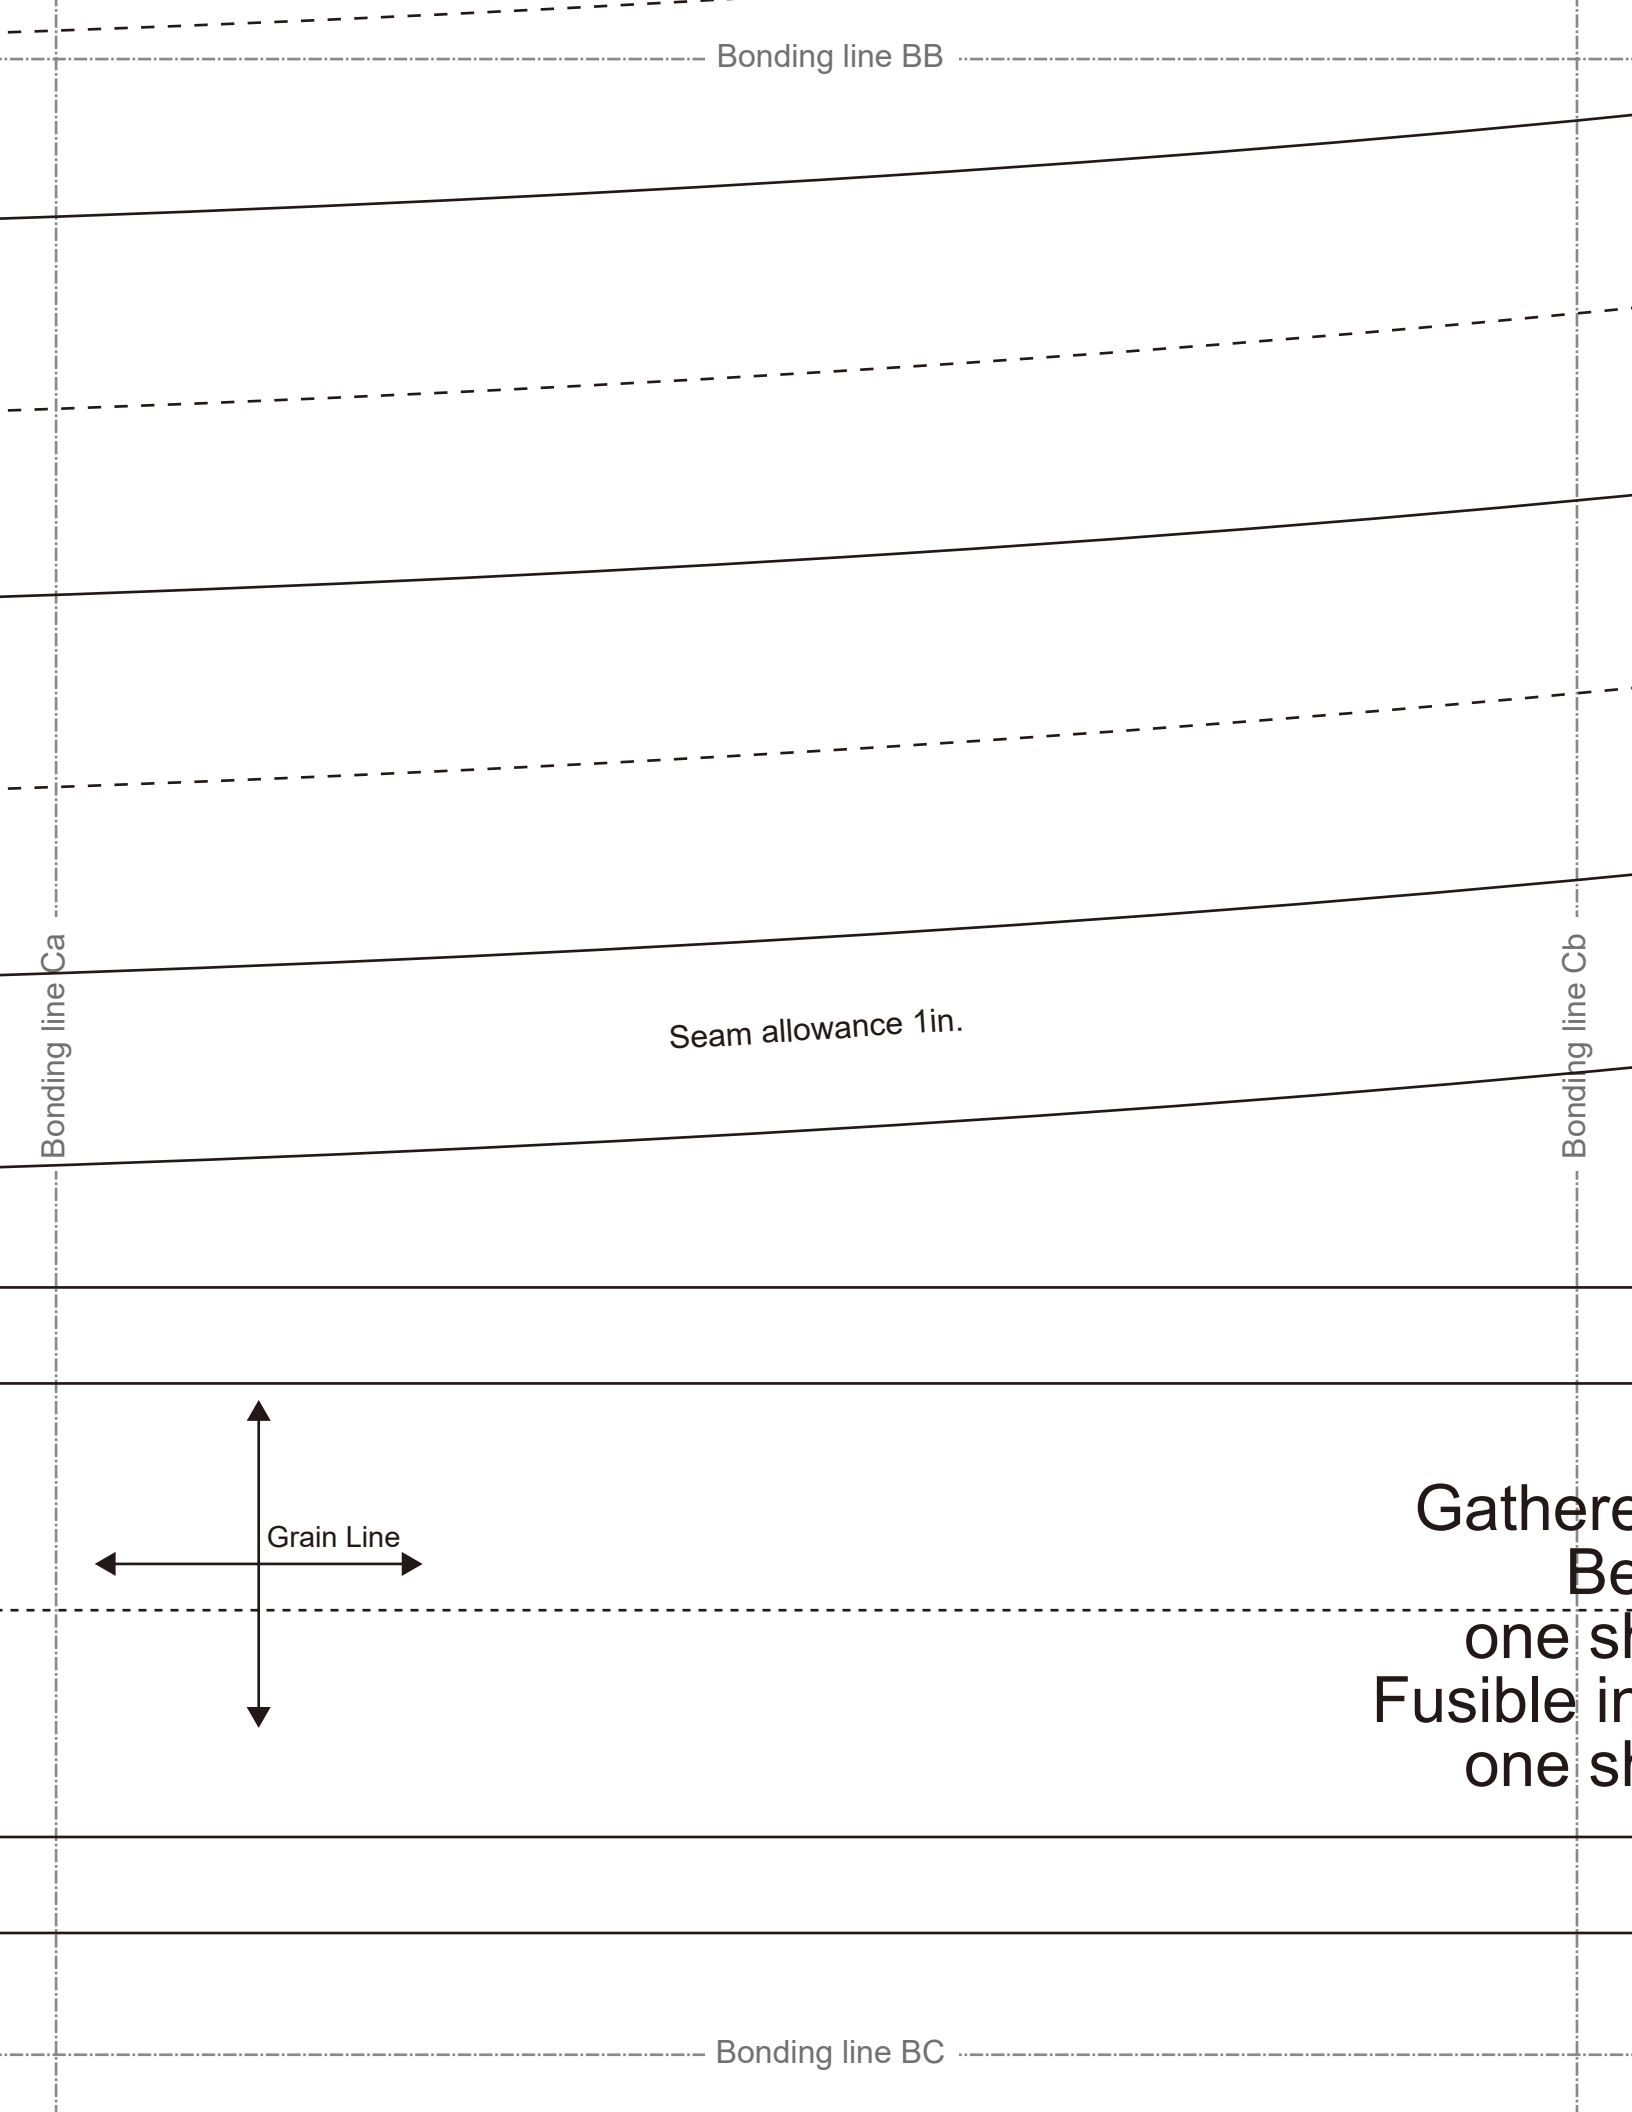 Bonding line BB
Bonding line Ca
Bonding line Cb
Seam allowance 1in.
Grain Line
Gathere
Be
one sh
Fusible in
one sh
Bonding line BC